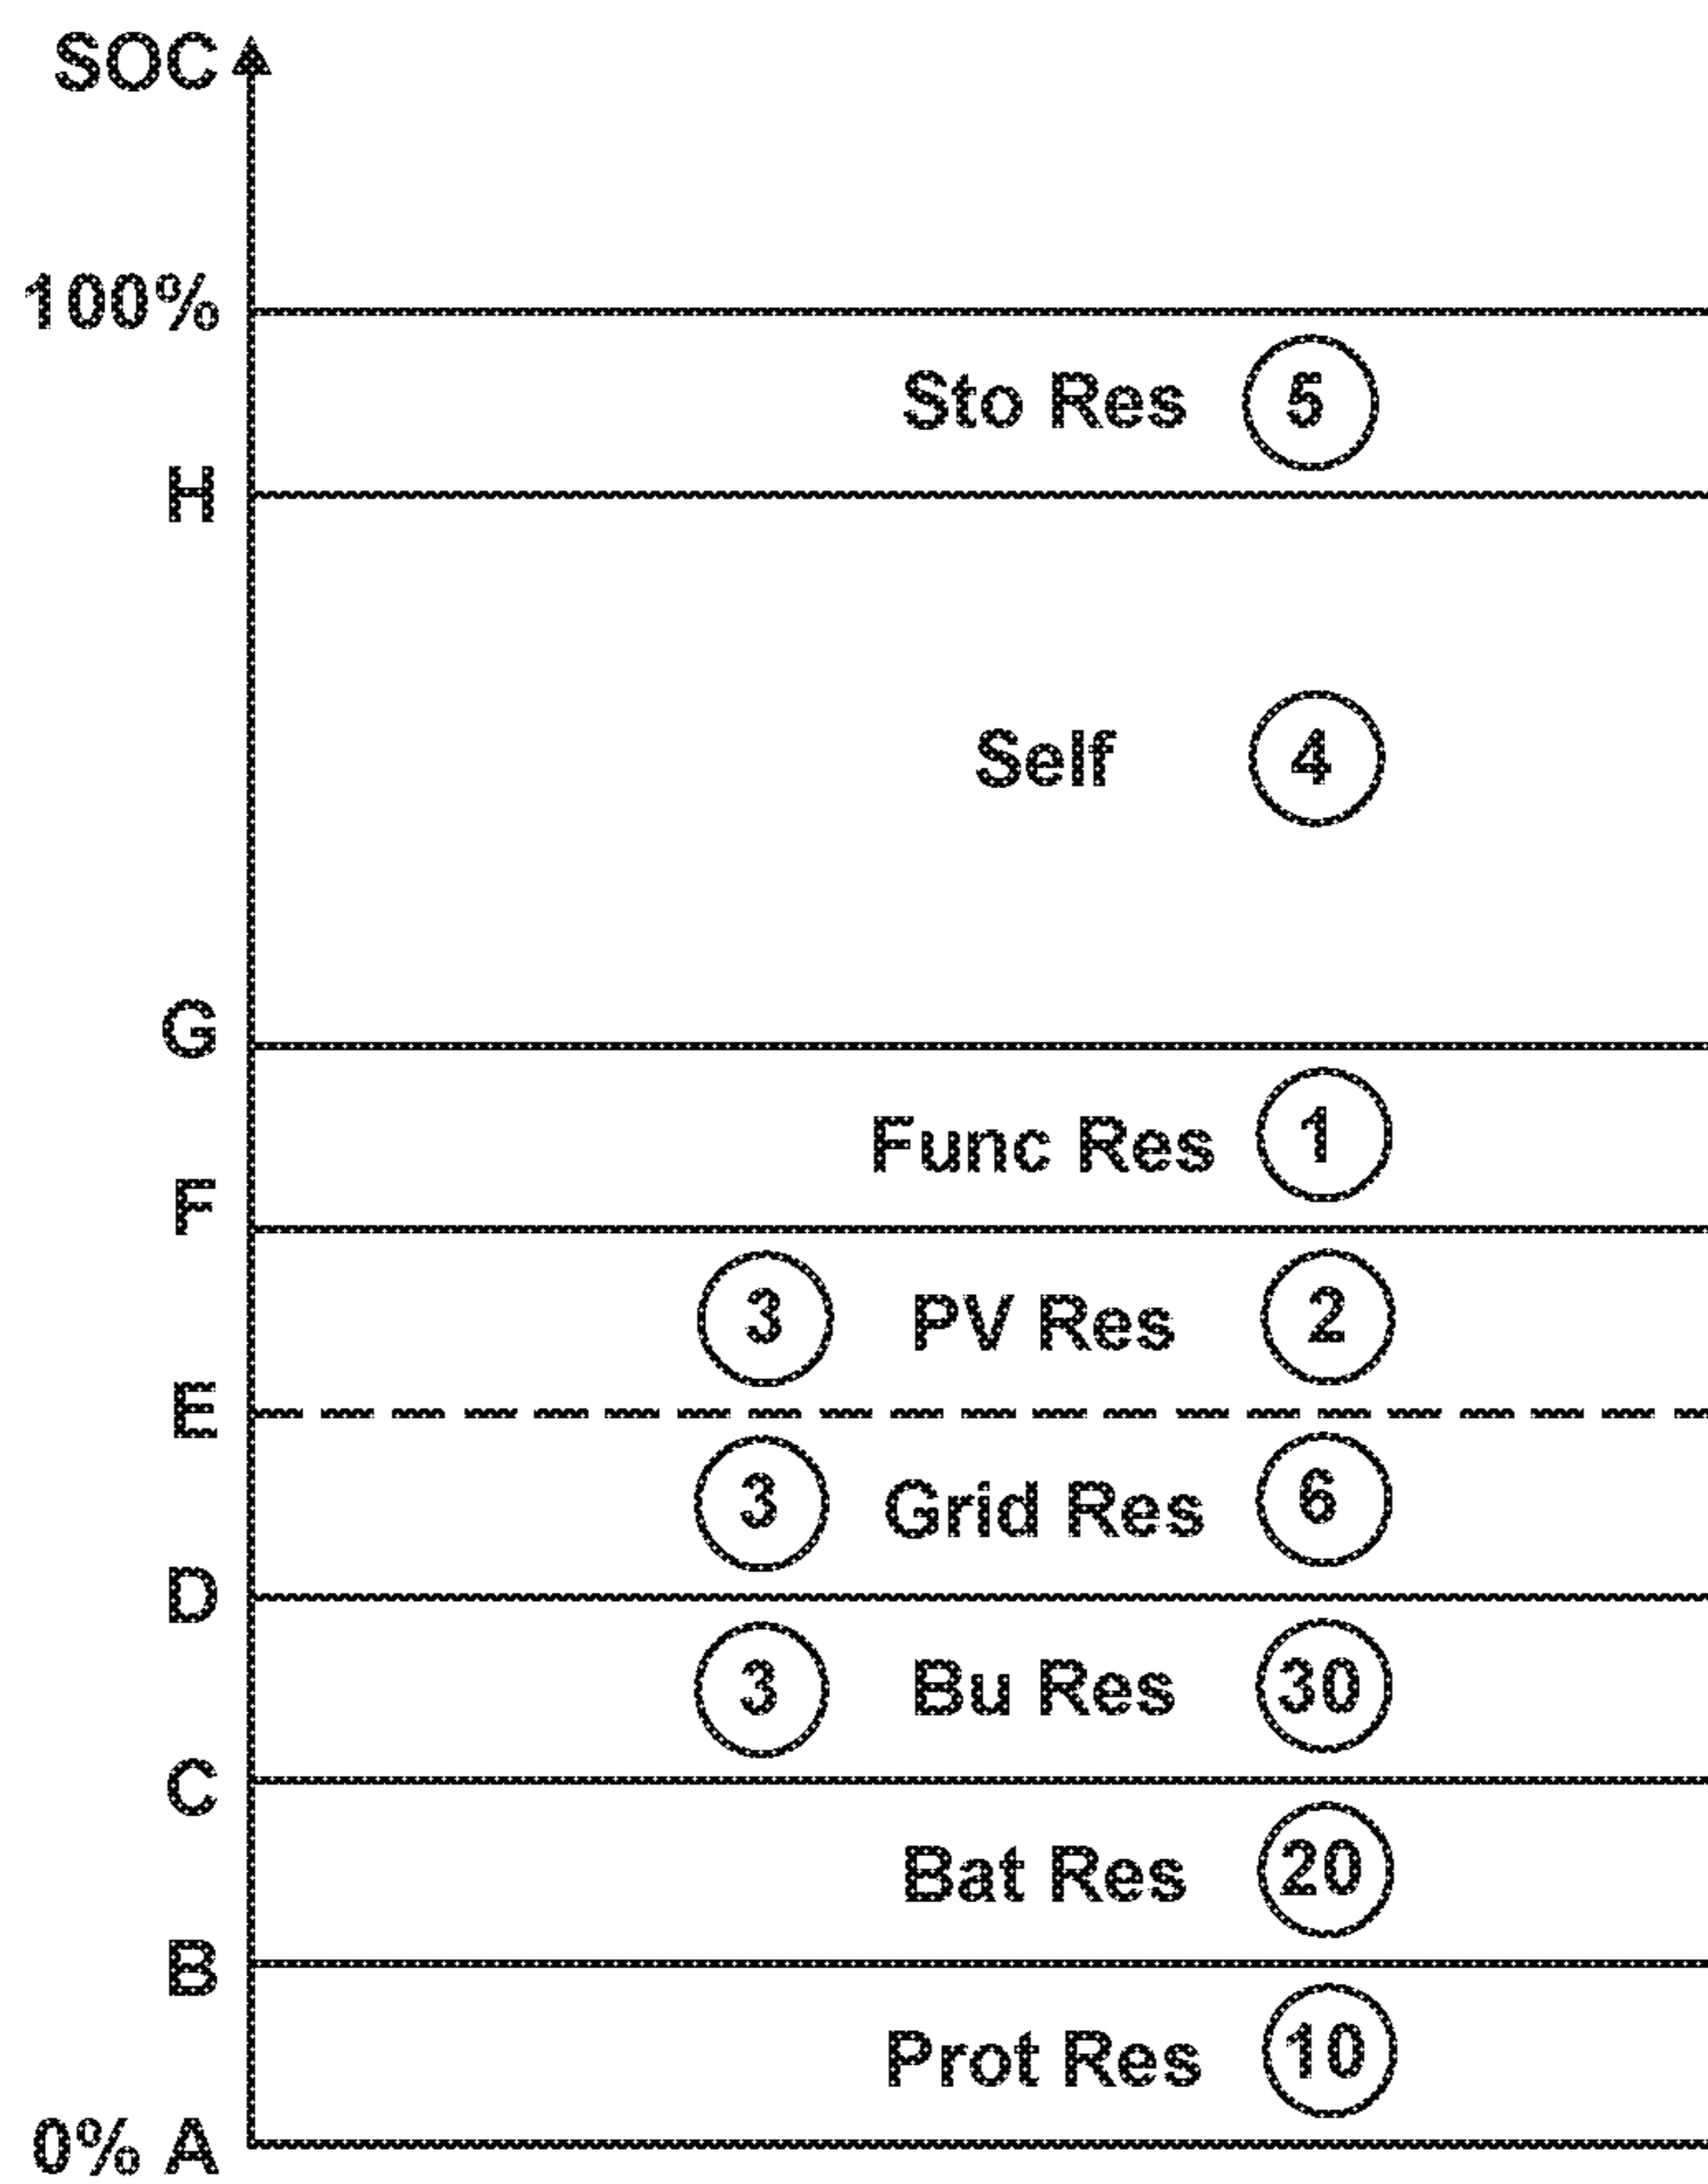 SOC
100%
Sto Res 5
H
Self 4
G
Func Res 1
F
3 PV Res 2
E
3 Grid Res 6
D
3 Bu Res 30
C
Bat Res 20
B
Prot Res 10
0% A